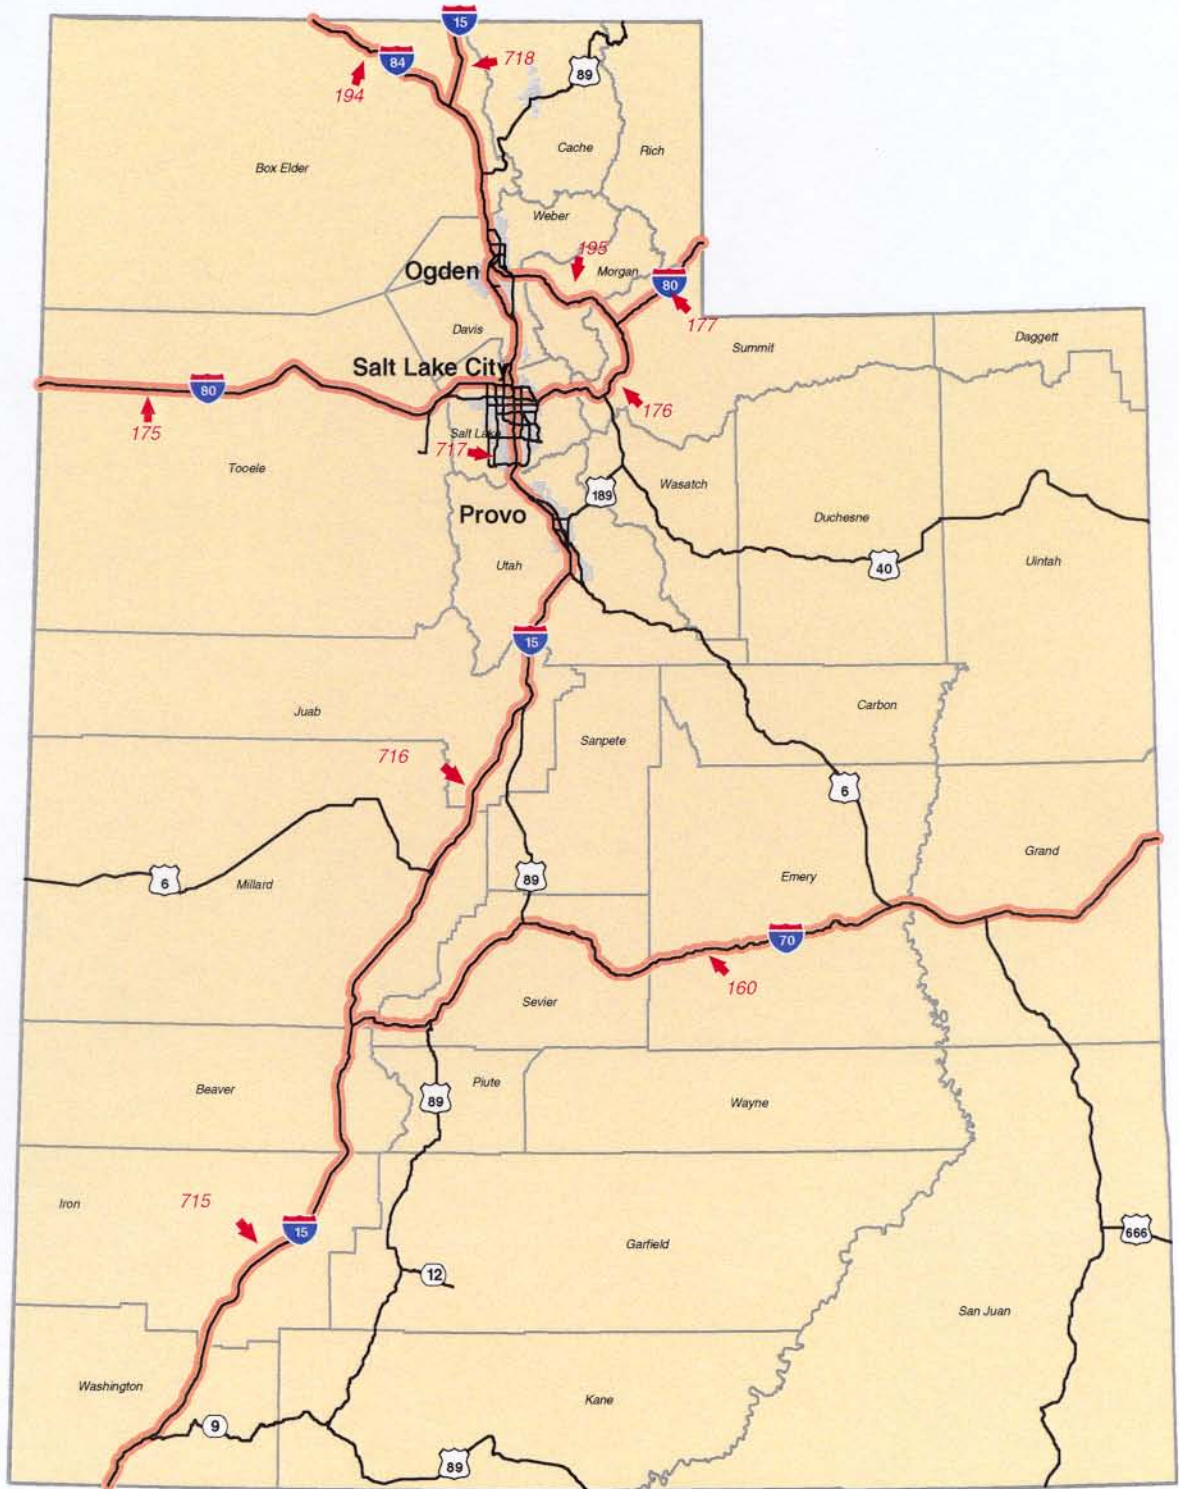 15
84
718
89
194
Cache
Rich
Box Elder
Weber
195
Ogden
Morgan
80
177
Davis
Summit
Daggett
Salt Lake City
80
176
175
Salt Lake
717
Tooele
Wasatch
189
Provo
Duchesne
Utah
40
Uintah
15
Juab
Carbon
Sanpete
716
6
Grand
6
Millard
89
Emery
70
160
Sevier
Beaver
89
Piute
Wayne
715
Iron
15
666
Garfield
12
San Juan
Washington
Kane
9
89